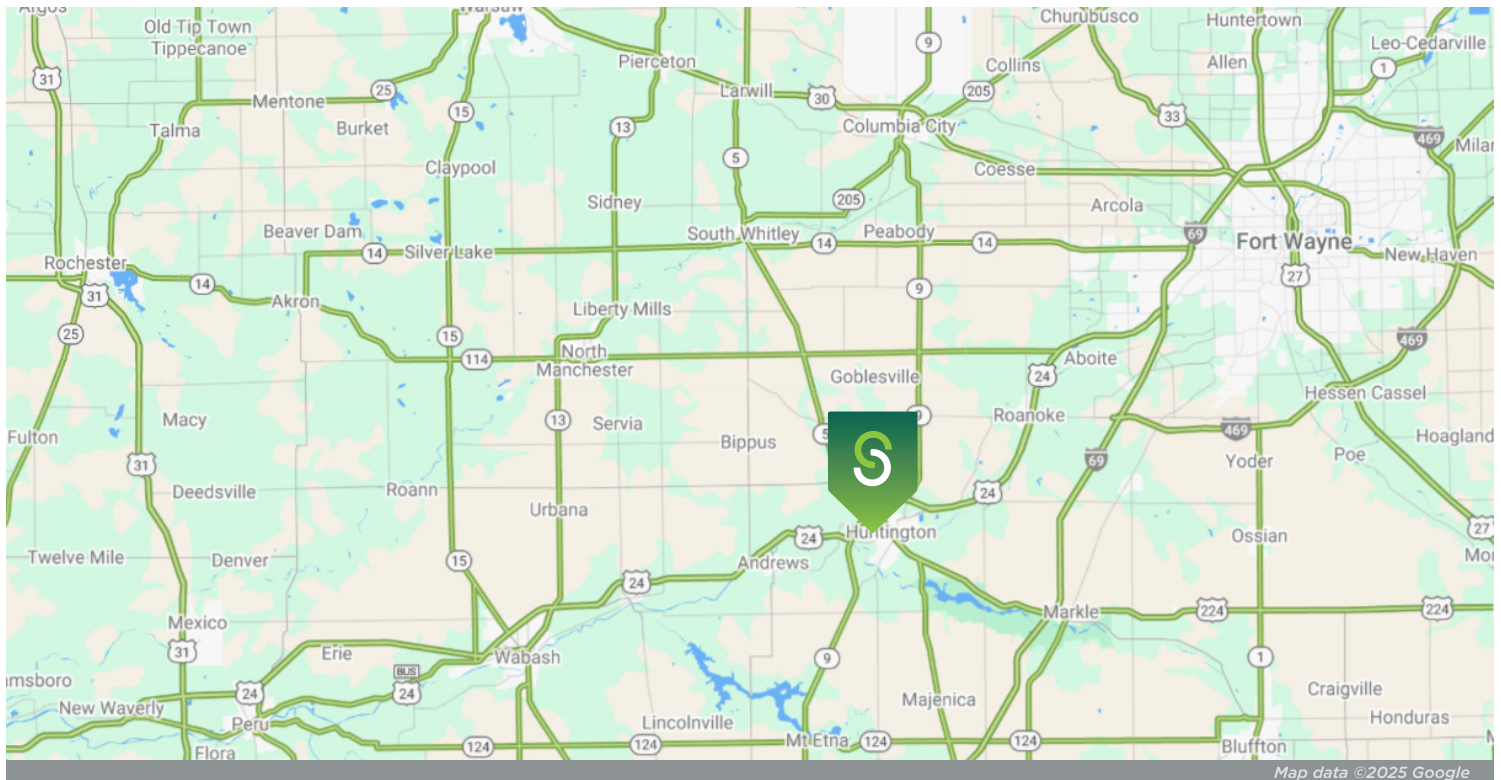 Argos
Old Tip Town
Tippecanoe
Warsaw
Churubusco
Huntertown
Leo-Cedarville
Pierceton
9
Collins
Allen
1
31
25
Mentone
15
Larwill
30
205
33
469
Talma
Burket
13
Columbia City
5
Claypool
Coesse
Sidney
205
Arcola
Beaver Dam
14
Silver Lake
South Whitley
14
Peabody
14
69
Fort Wayne
New Haven
Rochester
14
31
Akron
9
27
Liberty Mills
25
15
114
North
Manchester
Aboite
469
Goblesville
24
Hessen Cassel
Macy
13
Servia
5
9
Roanoke
469
Fulton
Bippus
Hoagland
31
S
69
Yoder
Poe
Deedsville
Roann
Urbana
24
Huntington
24
Ossian
27
Twelve Mile
Denver
15
Andrews
24
Markle
224
224
Mexico
31
Erie
Wabash
9
1
BUS
24
24
Craigville
New Waverly
Majenica
Honduras
Peru
Lincolnville
Flora
124
124
Mt Etna
124
124
Bluffton
Map data ©2025 Google